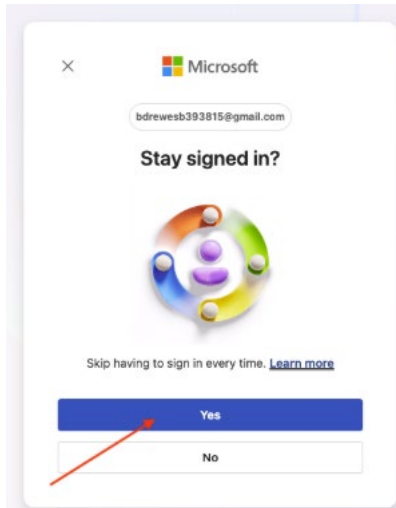 Microsoft
bdrewesb393815@gmail.com
Stay signed in?
Skip having to sign in every time. Learn more
Yes
No